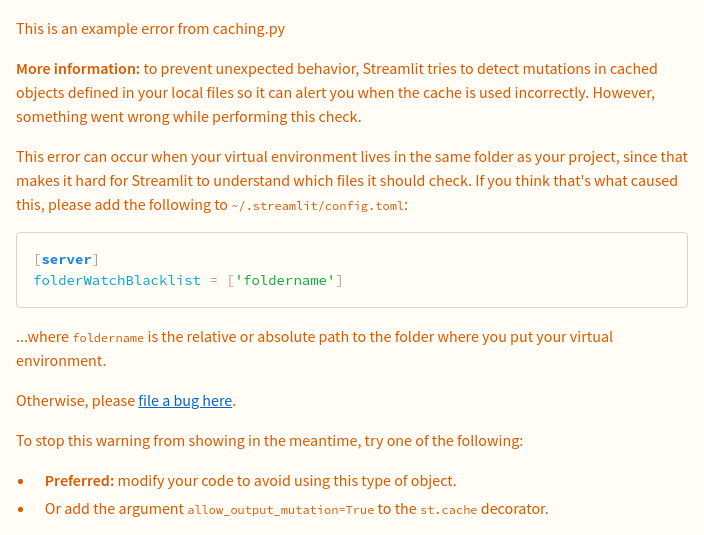 This is an example error from caching.py
More information: to prevent unexpected behavior, Streamlit tries to detect mutations in cached
objects defined in your local files so it can alert you when the cache is used incorrectly. However,
something went wrong while performing this check.
This error can occur when your virtual environment lives in the same folder as your project, since that
makes it hard for Streamlit to understand which files it should check. If you think that's what caused
this, please add the following to ~/.streamlit/config.toml:
[server]
folderWatchBlacklist = ['foldername']
...where foldername is the relative or absolute path to the folder where you put your virtual
environment.
Otherwise, please file a bug here.
To stop this warning from showing in the meantime, try one of the following:
• Preferred: modify your code to avoid using this type of object.
• Or add the argument allow_output_mutation=True to the st.cache decorator.